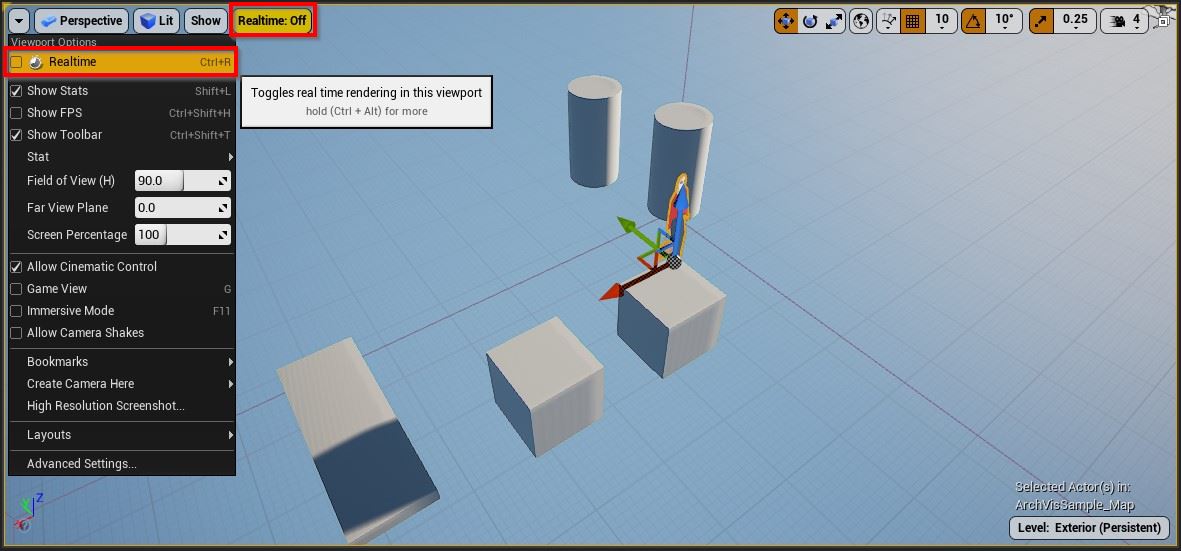 Perspective Lit Show Realtime: Off 10 10° 0.25 4
Viewport Options
Realtime Ctrl+R
Toggles real time rendering in this viewport
hold (Ctrl + Alt) for more
Show Stats Shift+L
Show FPS Ctrl+Shift+H
Show Toolbar Ctrl+Shift+T
Stat
Field of View (H) 90.0
Far View Plane 0.0
Screen Percentage 100
Allow Cinematic Control
Game View G
Immersive Mode F11
Allow Camera Shakes
Bookmarks
Create Camera Here
High Resolution Screenshot...
Layouts
Advanced Settings...
Z
Selected Actor(s) in:
ArchVisSample_Map
Level: Exterior (Persistent)